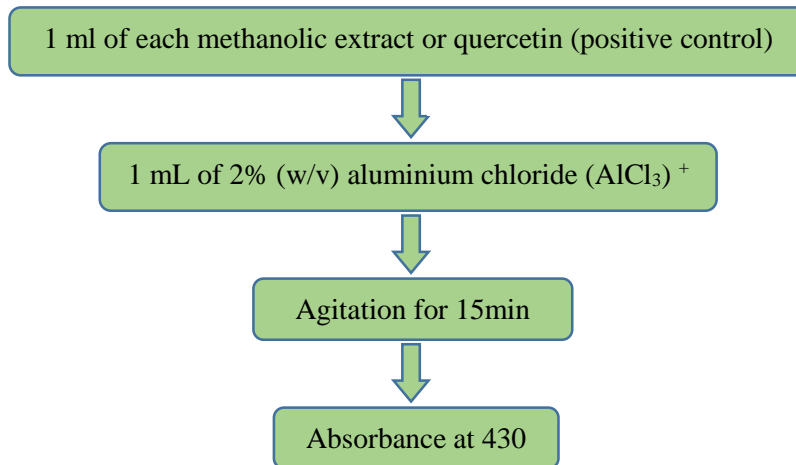 1 ml of each methanolic extract or quercetin (positive control)
1 mL of 2% (w/v) aluminium chloride (AlCl₃) ⁺
Agitation for 15min
Absorbance at 430